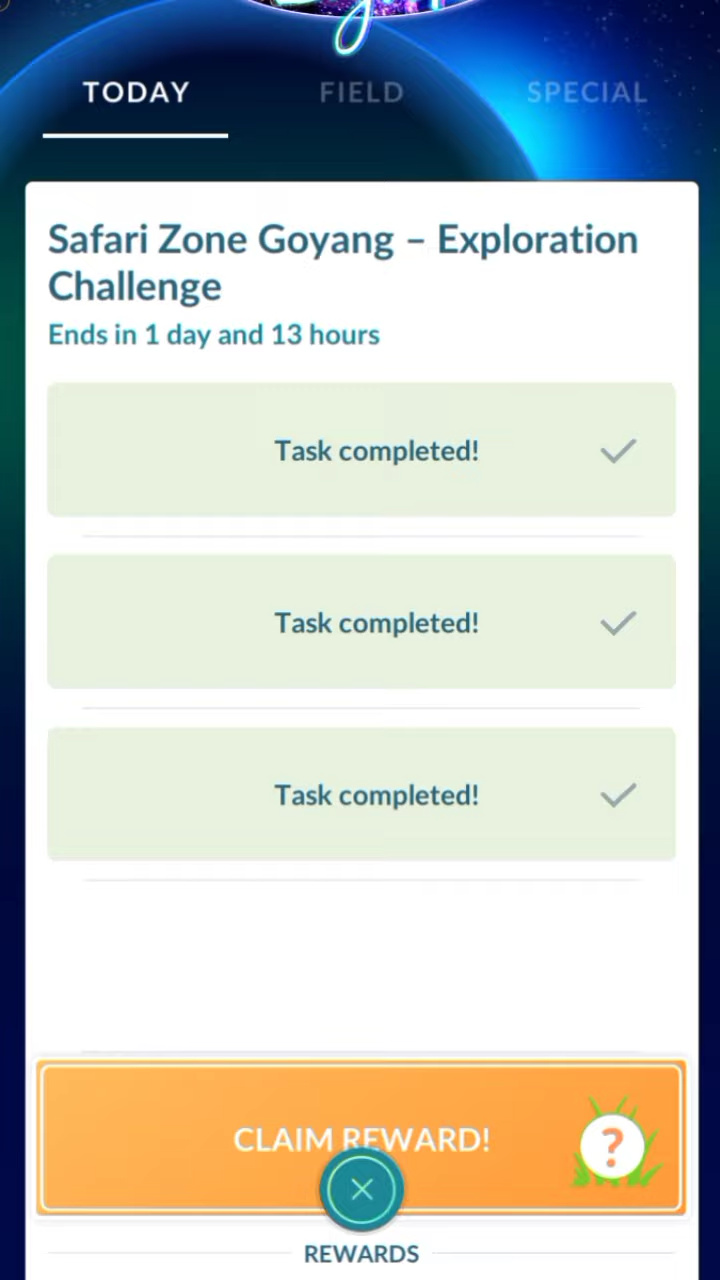 TODAY FIELD SPECIAL
Safari Zone Goyang – Exploration
Challenge
Ends in 1 day and 13 hours
Task completed!
Task completed!
Task completed!
CLAIM REWARD!
?
REWARDS